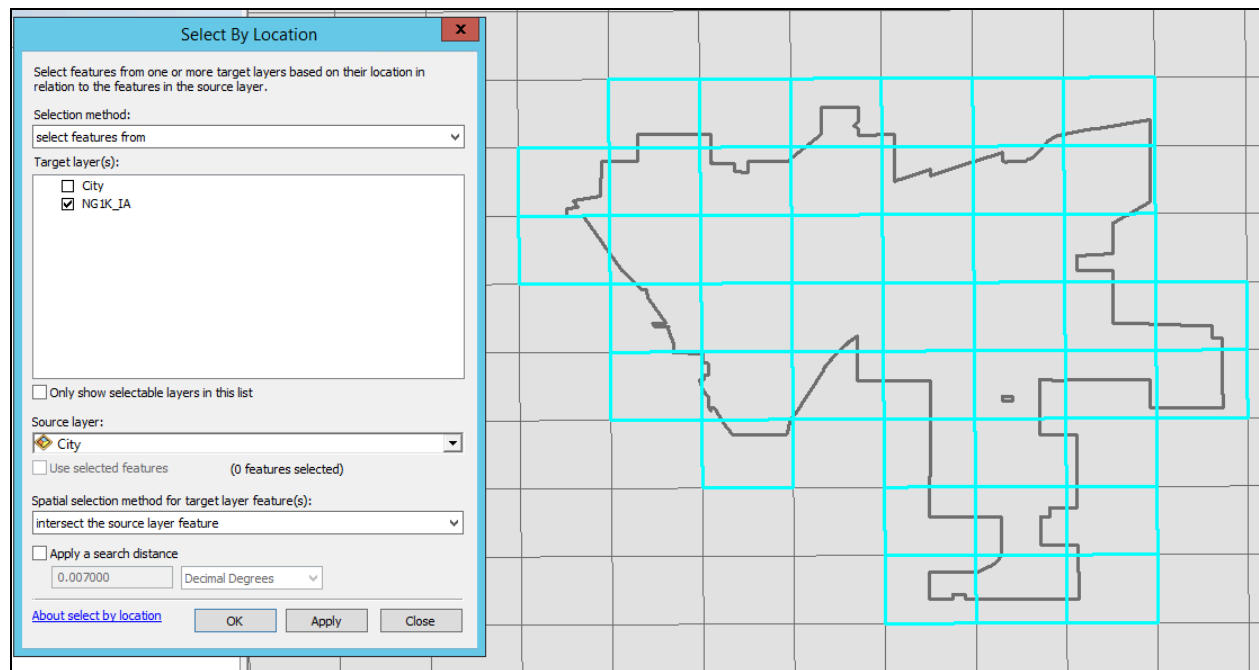 Select By Location
x
Select features from one or more target layers based on their location in
relation to the features in the source layer.
Selection method:
select features from
Target layer(s):
City
NG1K_IA
Only show selectable layers in this list
Source layer:
City
Use selected features (0 features selected)
Spatial selection method for target layer feature(s):
intersect the source layer feature
Apply a search distance
0.007000 Decimal Degrees
About select by location OK Apply Close